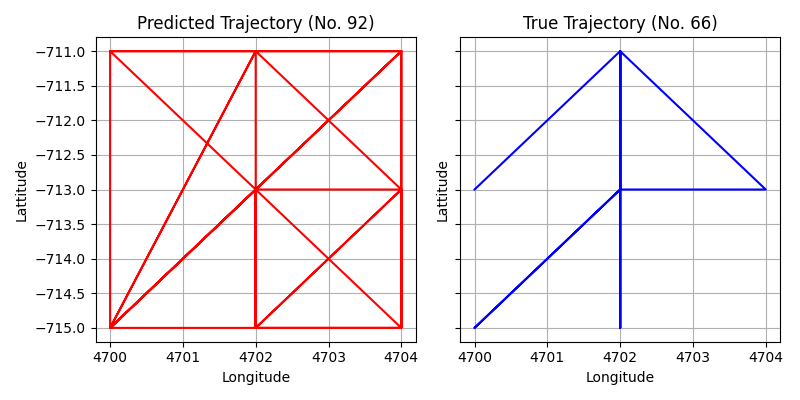 Predicted Trajectory (No. 92)
True Trajectory (No. 66)
−711.0
−711.5
−712.0
−712.5
−713.0
−713.5
−714.0
−714.5
−715.0
Lattitude
Lattitude
4700 4701 4702 4703 4704
4700 4701 4702 4703 4704
Longitude
Longitude